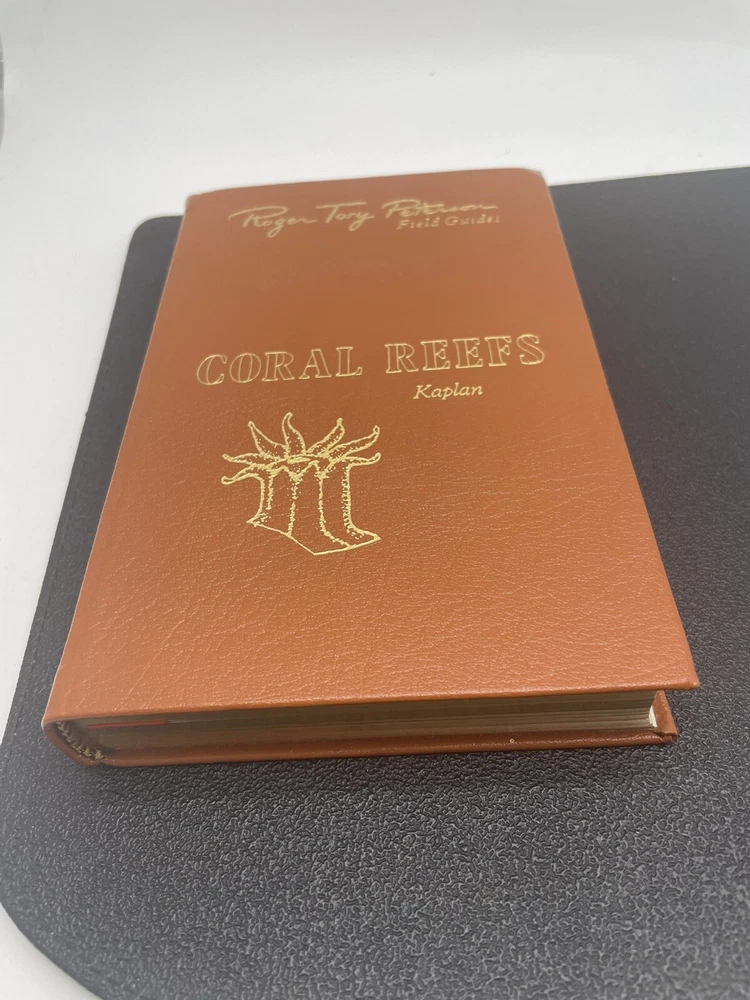 Roger Tory Peterson
Field Guides
CORAL REEFS
Kaplan